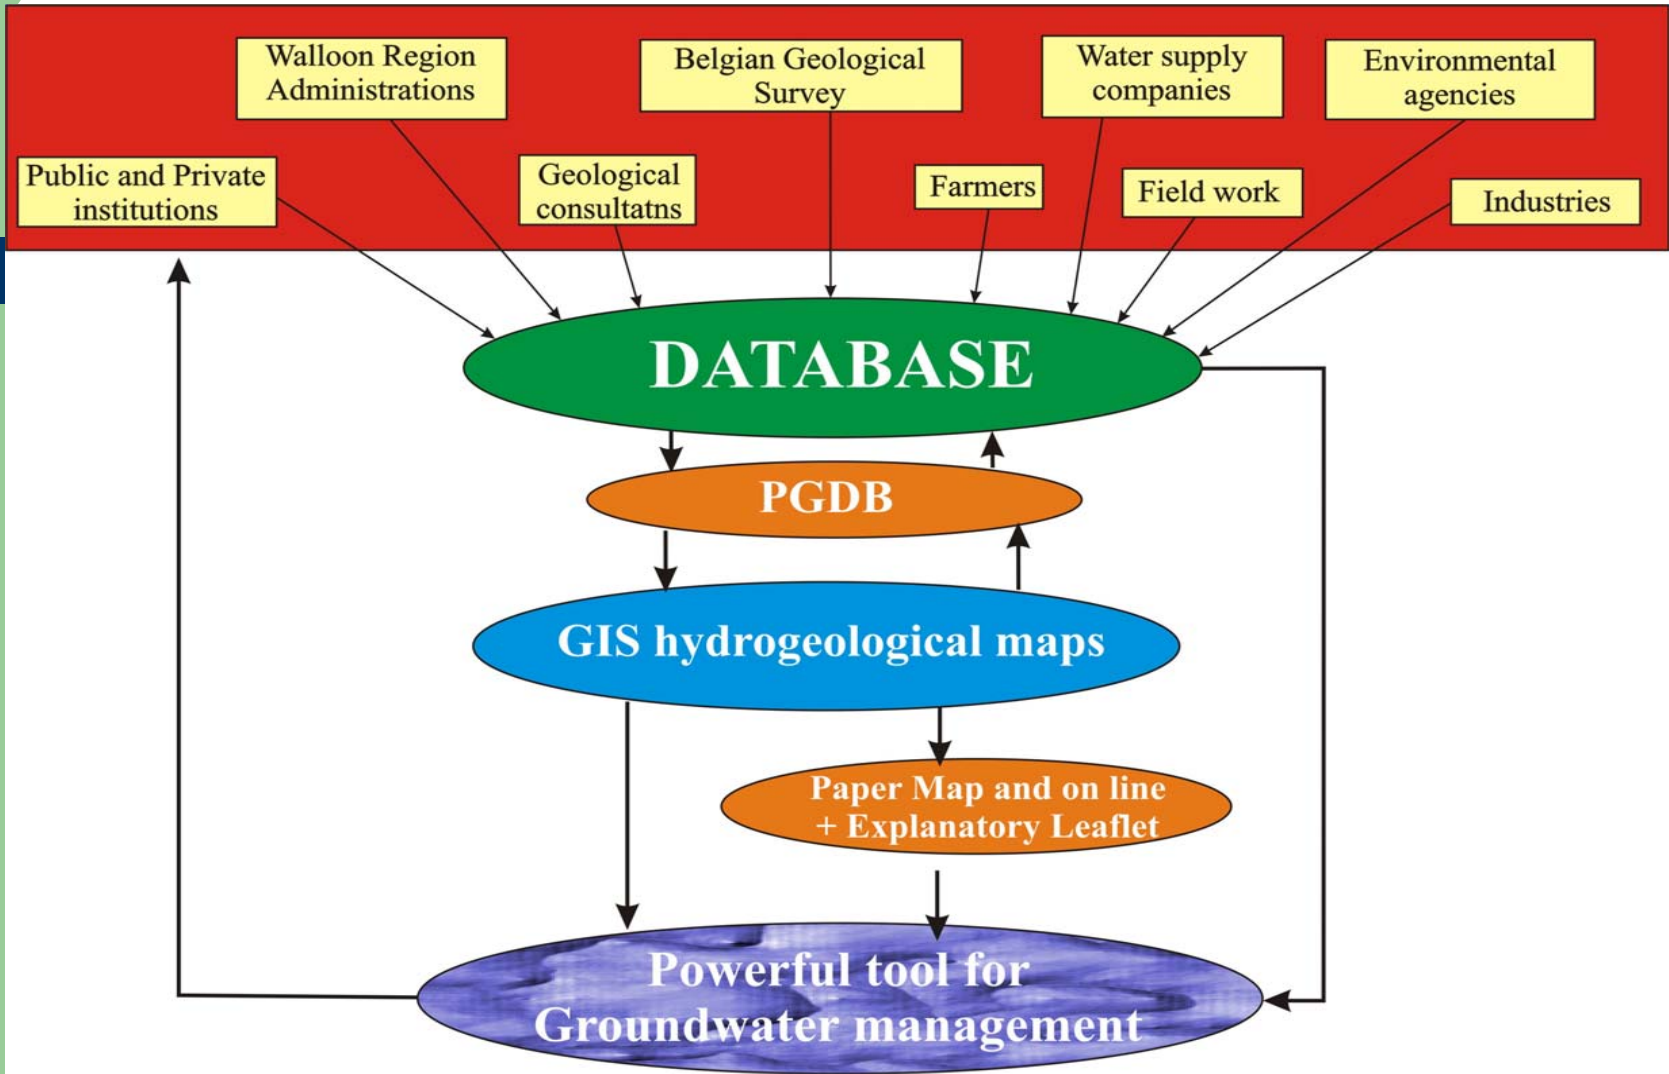 Walloon Region
Administrations
Belgian Geological
Survey
Water supply
companies
Environmental
agencies
Public and Private
institutions
Geological
consultatns
Farmers
Field work
Industries
DATABASE
PGDB
GIS hydrogeological maps
Paper Map and on line
+ Explanatory Leaflet
Powerful tool for
Groundwater management